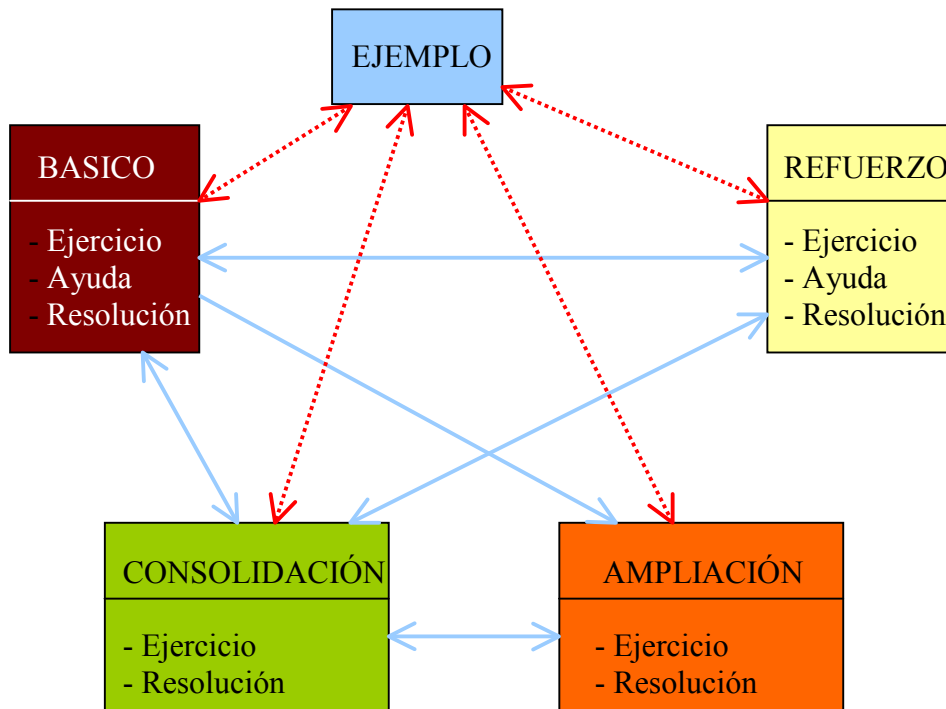 EJEMPLO
BASICO
- Ejercicio
- Ayuda
- Resolución
REFUERZO
- Ejercicio
- Ayuda
- Resolución
CONSOLIDACIÓN
- Ejercicio
- Resolución
AMPLIACIÓN
- Ejercicio
- Resolución